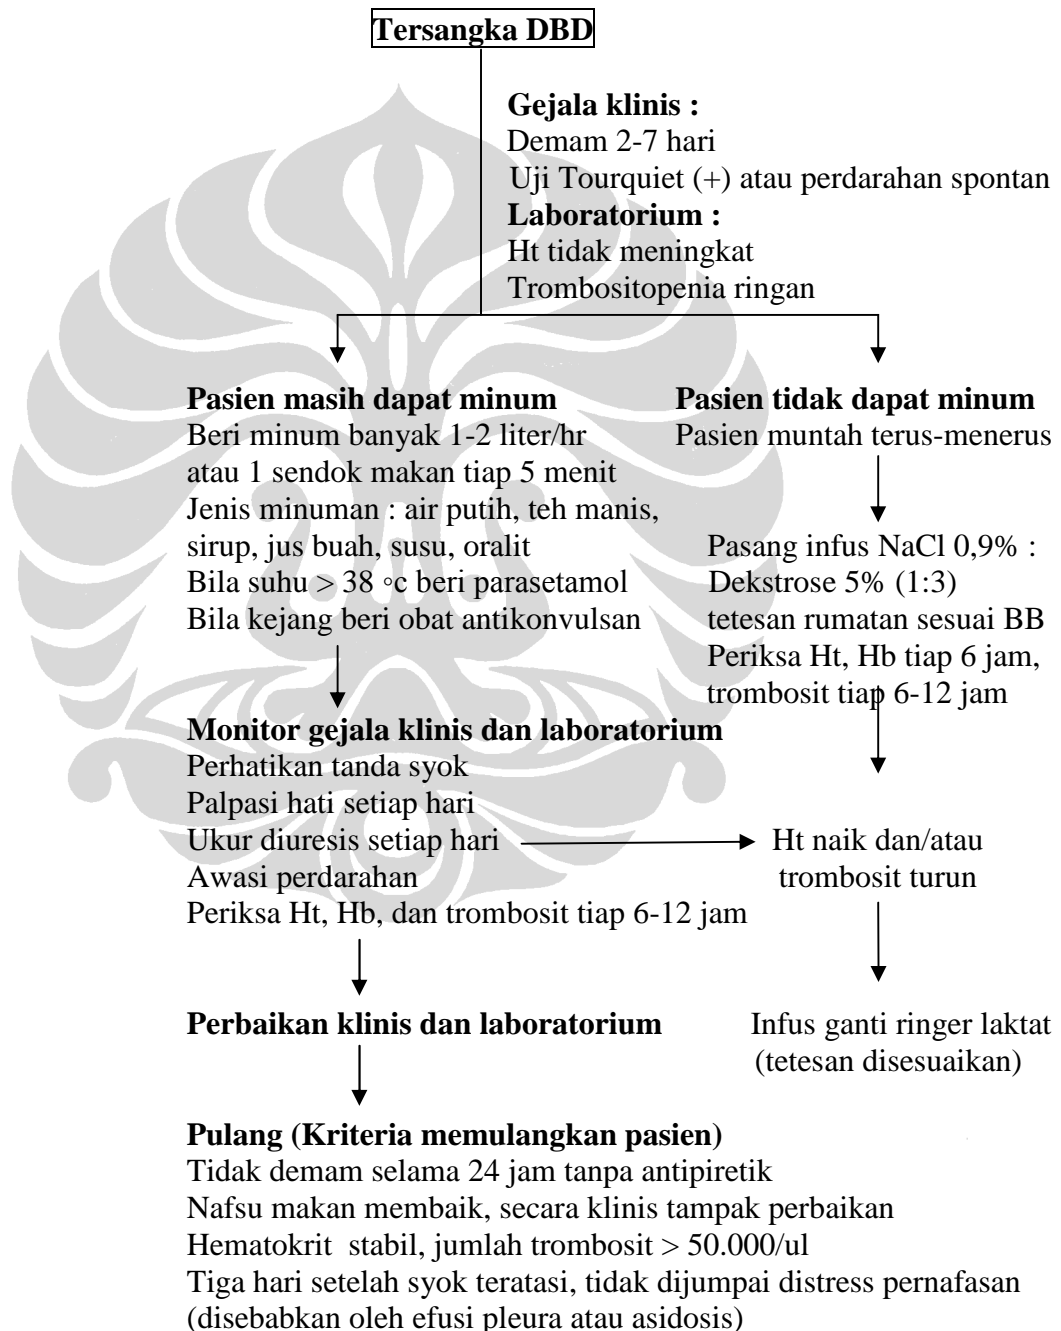 Tersangka DBD
Gejala klinis :
Demam 2-7 hari
Uji Tourquiet (+) atau perdarahan spontan
Laboratorium :
Ht tidak meningkat
Trombositopenia ringan
Pasien masih dapat minum
Beri minum banyak 1-2 liter/hr
atau 1 sendok makan tiap 5 menit
Jenis minuman : air putih, teh manis,
sirup, jus buah, susu, oralit
Bila suhu > 38 ◦c beri parasetamol
Bila kejang beri obat antikonvulsan
Pasien tidak dapat minum
Pasien muntah terus-menerus
Pasang infus NaCl 0,9% :
Dekstrose 5% (1:3)
tetesan rumatan sesuai BB
Periksa Ht, Hb tiap 6 jam,
trombosit tiap 6-12 jam
Monitor gejala klinis dan laboratorium
Perhatikan tanda syok
Palpasi hati setiap hari
Ukur diuresis setiap hari
Awasi perdarahan
Periksa Ht, Hb, dan trombosit tiap 6-12 jam
Ht naik dan/atau
trombosit turun
Perbaikan klinis dan laboratorium
Infus ganti ringer laktat
(tetesan disesuaikan)
Pulang (Kriteria memulangkan pasien)
Tidak demam selama 24 jam tanpa antipiretik
Nafsu makan membaik, secara klinis tampak perbaikan
Hematokrit stabil, jumlah trombosit > 50.000/ul
Tiga hari setelah syok teratasi, tidak dijumpai distress pernafasan
(disebabkan oleh efusi pleura atau asidosis)